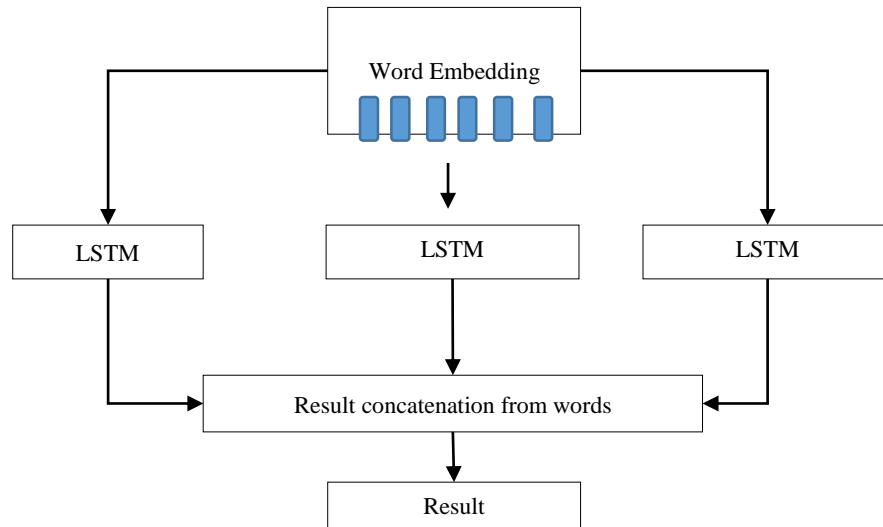 Word Embedding
LSTM
LSTM
LSTM
Result concatenation from words
Result